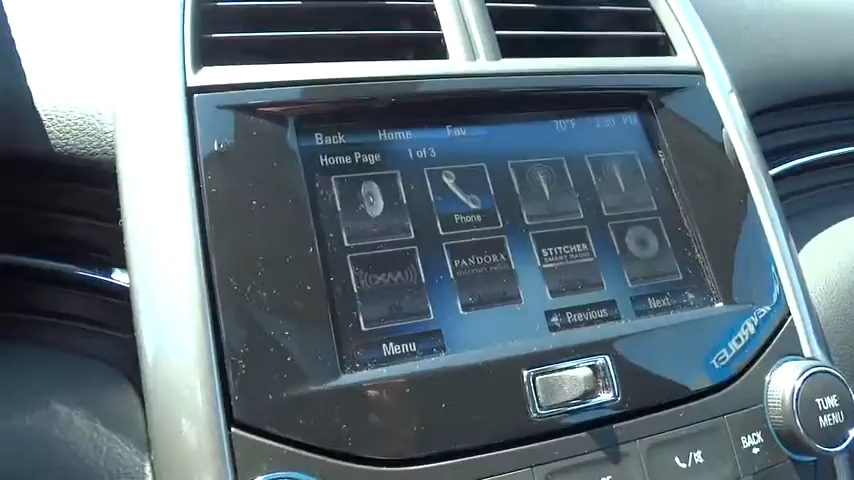 Back Home Fav 70°F
Home Page 1 of 3
Phone
PANDORA
STITCHER
SMART RADIO
Menu Previous Next
CHEVROLET
TUNE
MENU
BACK